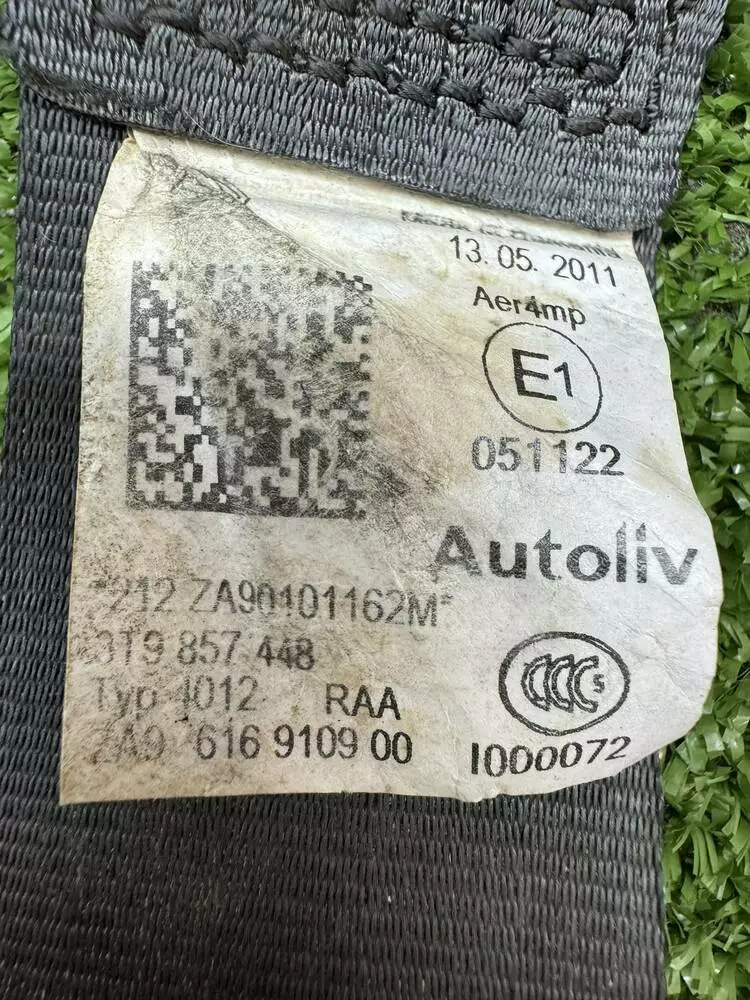 13.05.2011
Aer4mp
E1
051122
Autoliv
*212 ZA90101162M*
3T9 857 448
Typ 4012 RAA
ZA9 616 9109 00
CCC S
I000072